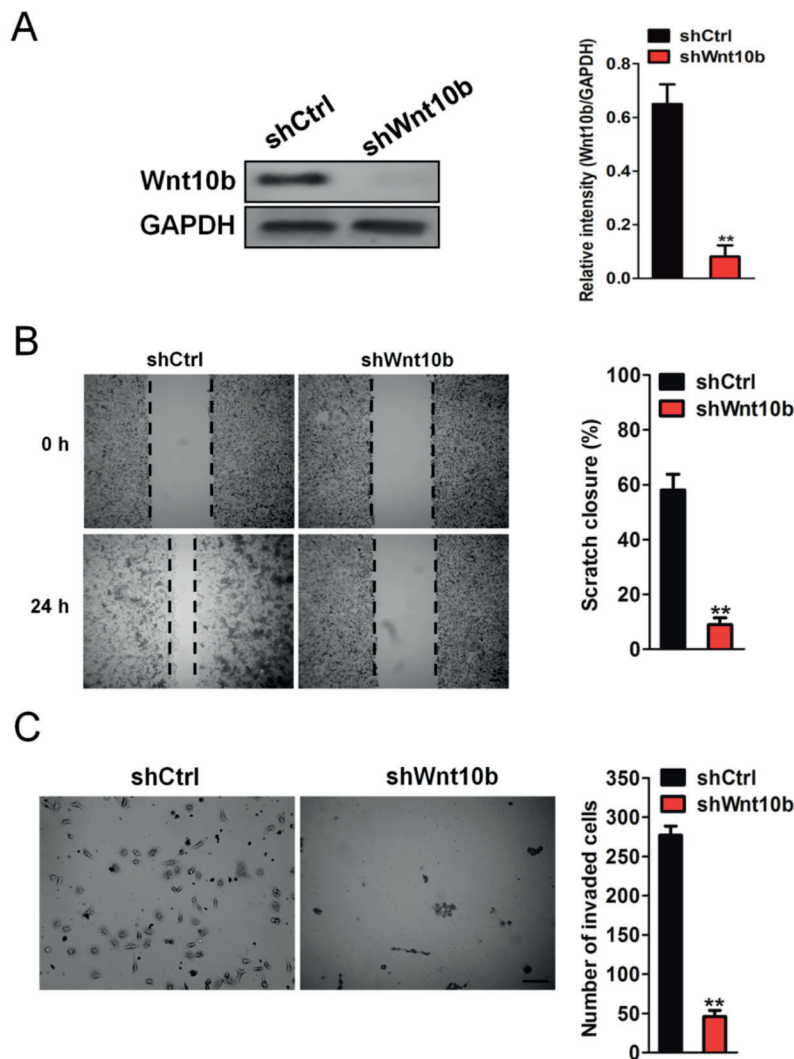 A
shCtrl
shWnt10b
Wnt10b
GAPDH
shCtrl
shWnt10b
Relative intensity (Wnt10b/GAPDH)
0.8
0.6
0.4
0.2
0.0
**
B
shCtrl
shWnt10b
0 h
24 h
shCtrl
shWnt10b
Scratch closure (%)
100
80
60
40
20
0
**
C
shCtrl
shWnt10b
shCtrl
shWnt10b
Number of invaded cells
350
300
250
200
150
100
50
0
**